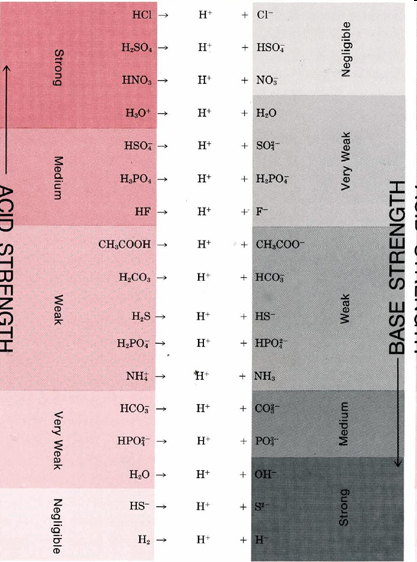 HCl → H⁺ + Cl⁻
H₂SO₄ → H⁺ + HSO₄⁻
HNO₃ → H⁺ + NO₃⁻
H₃O⁺ → H⁺ + H₂O
HSO₄⁻ → H⁺ + SO₄²⁻
H₃PO₄ → H⁺ + H₂PO₄⁻
HF → H⁺ + F⁻
CH₃COOH → H⁺ + CH₃COO⁻
H₂CO₃ → H⁺ + HCO₃⁻
H₂S → H⁺ + HS⁻
H₂PO₄⁻ → H⁺ + HPO₄²⁻
NH₄⁺ → H⁺ + NH₃
HCO₃⁻ → H⁺ + CO₃²⁻
HPO₄²⁻ → H⁺ + PO₄³⁻
H₂O → H⁺ + OH⁻
HS⁻ → H⁺ + S²⁻
H₂ → H⁺ + H⁻
Strong
Medium
Weak
Very Weak
Negligible
ACID STRENGTH
Negligible
Very Weak
Weak
Medium
Strong
BASE STRENGTH